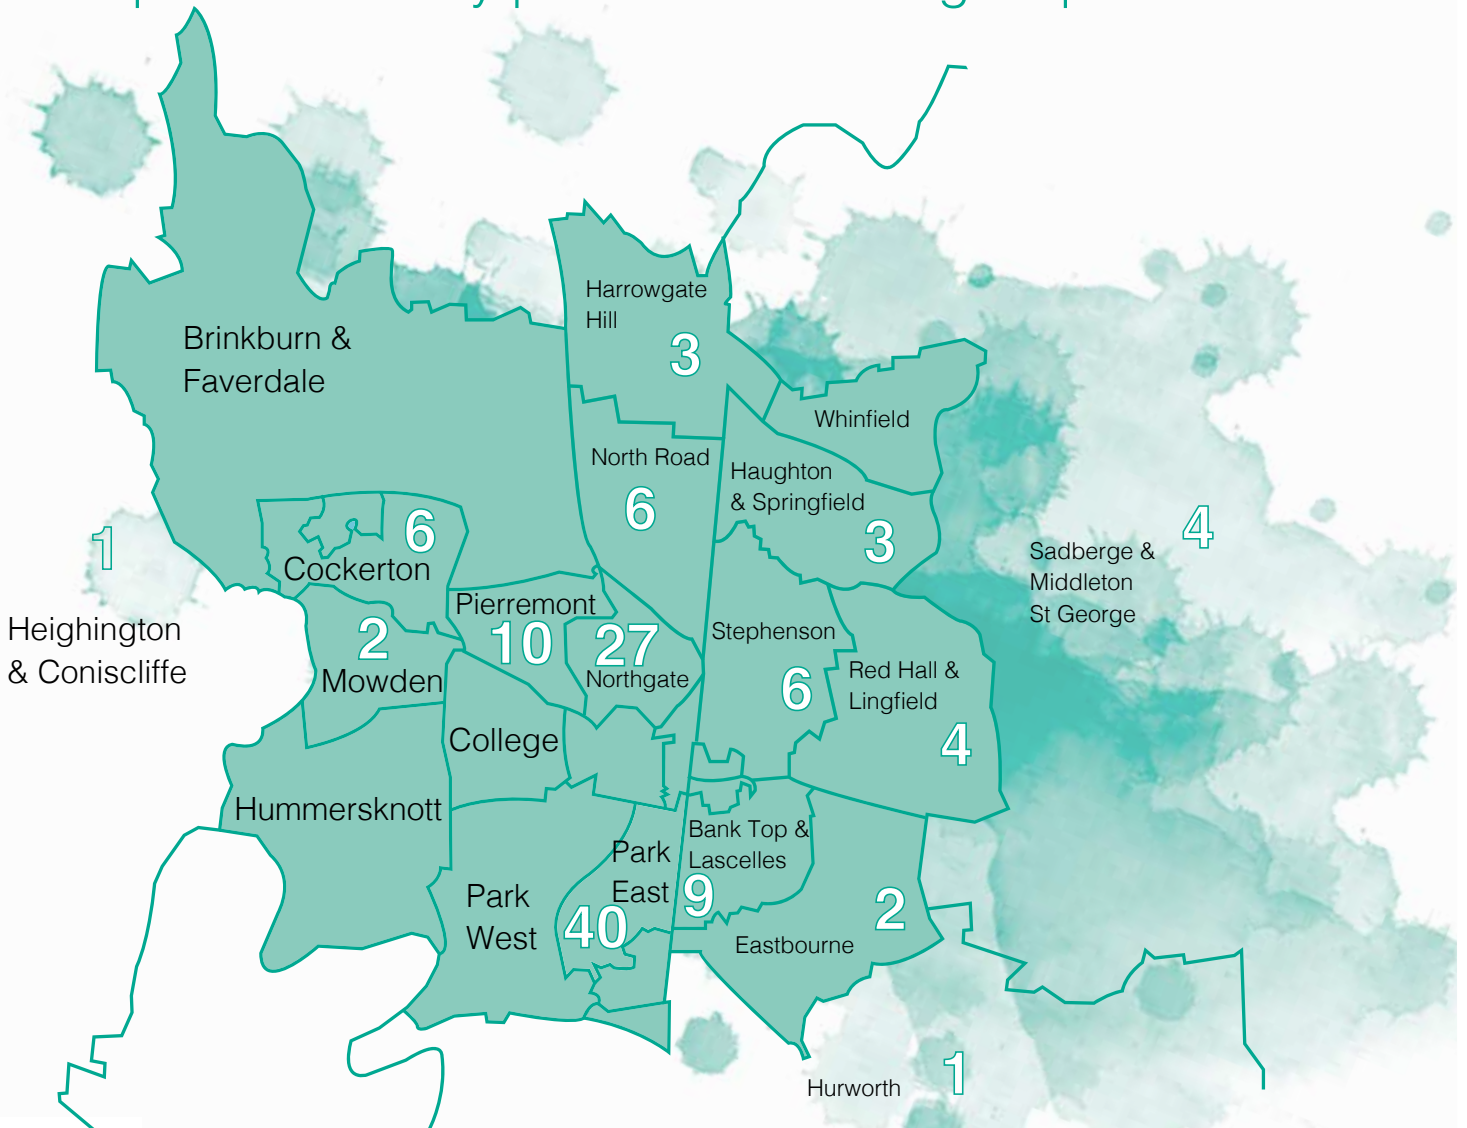 Brinkburn &
Faverdale
Harrowgate
Hill
3
Whinfield
North Road
6
Haughton
& Springfield
3
6
Cockerton
1
Heighington
& Coniscliffe
4
Sadberge &
Middleton
St George
Pierremont
10
27
Northgate
2
Mowden
Stephenson
6
Red Hall &
Lingfield
4
College
Hummersknott
Park
West
Park
East
40
Bank Top &
Lascelles
9
2
Eastbourne
Hurworth
1